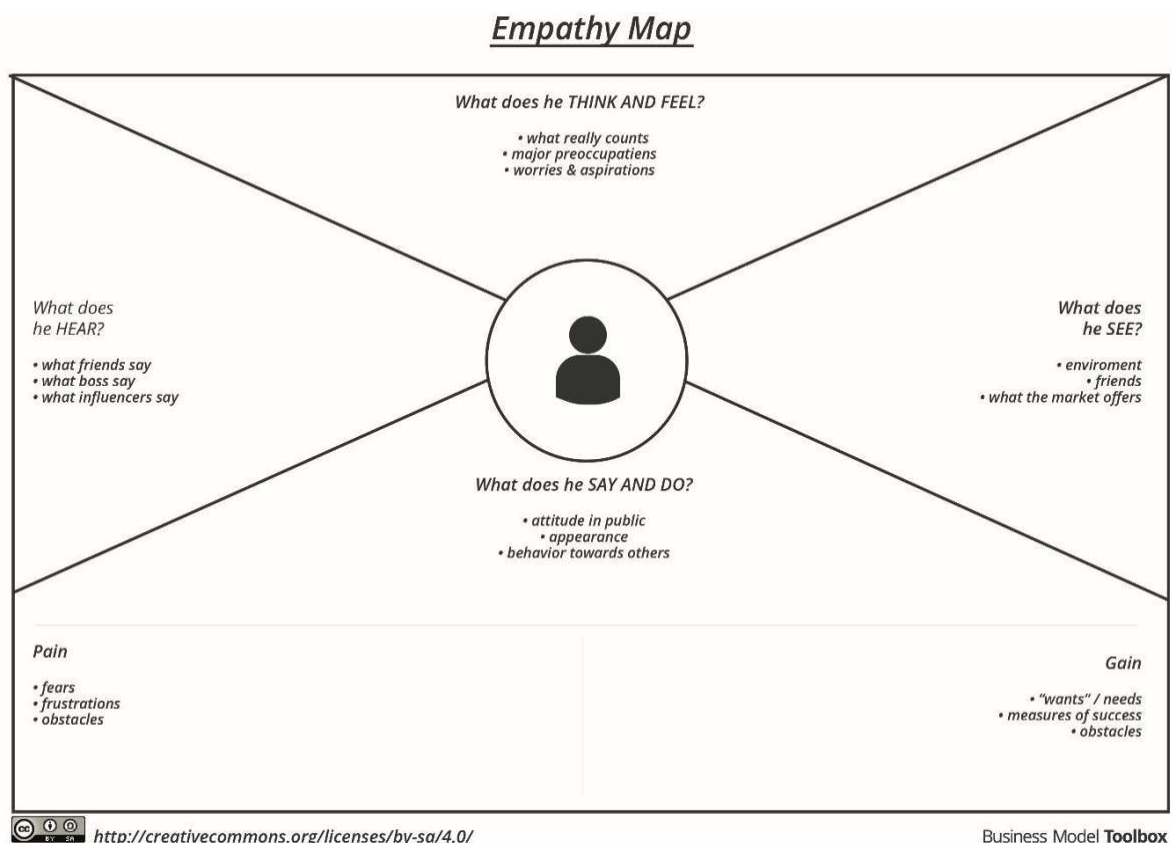 Empathy Map
What does he THINK AND FEEL?
• what really counts
• major preoccupatiens
• worries & aspirations
What does
he HEAR?
• what friends say
• what boss say
• what influencers say
What does
he SEE?
• enviroment
• friends
• what the market offers
What does he SAY AND DO?
• attitude in public
• appearance
• behavior towards others
Pain
• fears
• frustrations
• obstacles
Gain
• “wants” / needs
• measures of success
• obstacles
cc BY SA http://creativecommons.org/licenses/by-sa/4.0/
Business Model Toolbox